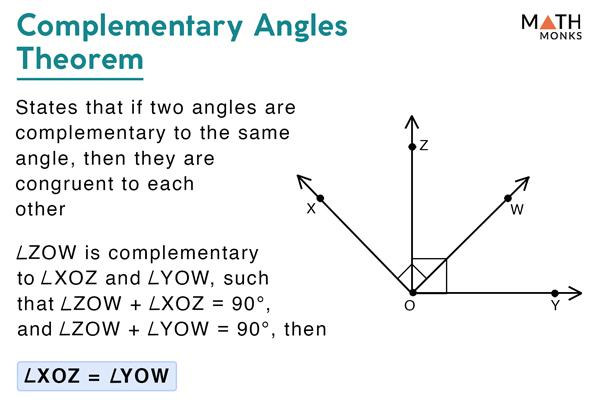 Complementary Angles
Theorem
MATH
MONKS
States that if two angles are
complementary to the same
angle, then they are
congruent to each
other
∠ZOW is complementary
to ∠XOZ and ∠YOW, such
that ∠ZOW + ∠XOZ = 90°,
and ∠ZOW + ∠YOW = 90°, then
∠XOZ = ∠YOW
Z
X
W
O
Y